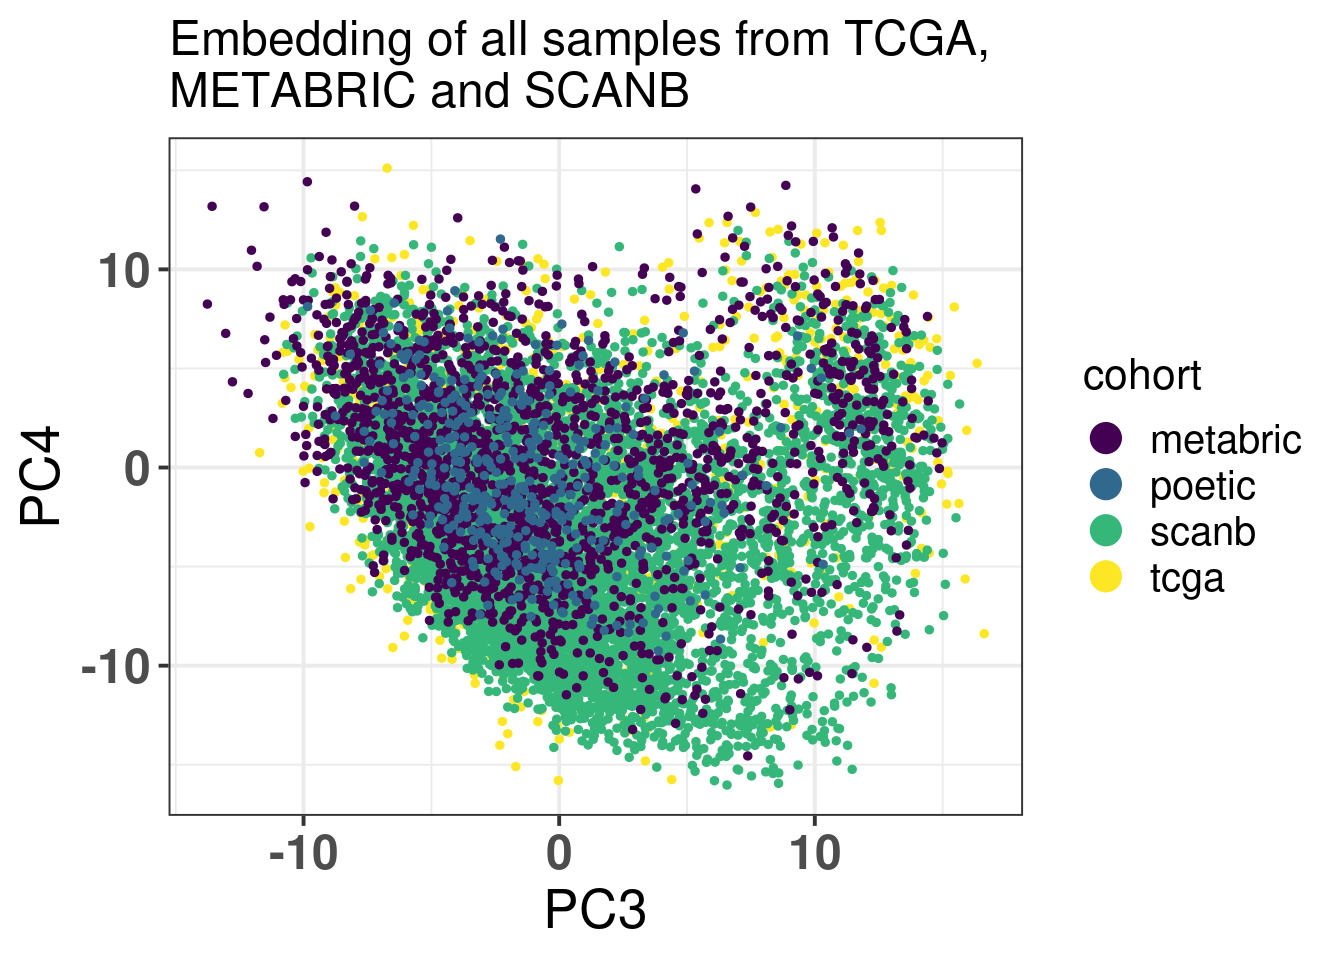 Embedding of all samples from TCGA,
METABRIC and SCANB
PC4
10
0
-10
-10
0
10
PC3
cohort
metabric
poetic
scanb
tcga